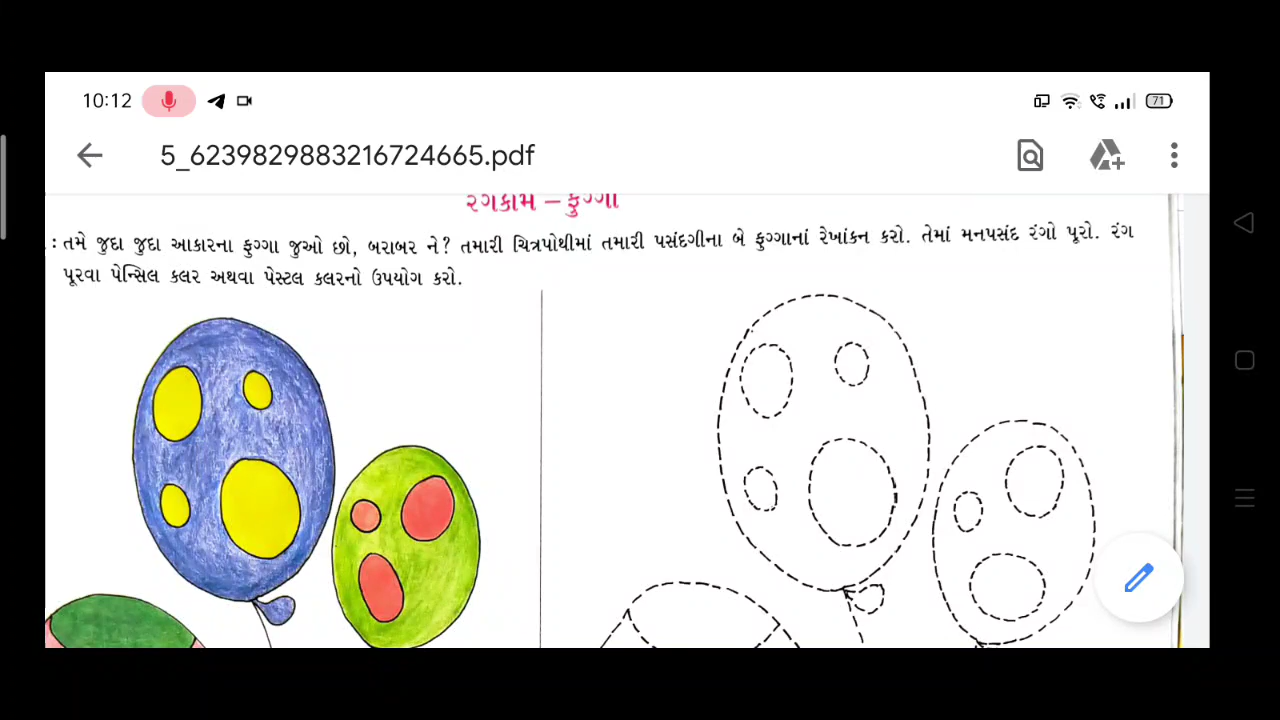 10:12
71
5_6239829883216724665.pdf
રંગકામ – ફુગ્ગા
: તમે જુદા જુદા આકારના ફુગ્ગા જુઓ છો, બરાબર ને? તમારી ચિત્રપોથીમાં તમારી પસંદગીના બે ફુગ્ગાનાં રેખાંકન કરો. તેમાં મનપસંદ રંગો પૂરો. રંગ
પૂરવા પેન્સિલ કલર અથવા પેસ્ટલ કલરનો ઉપયોગ કરો.